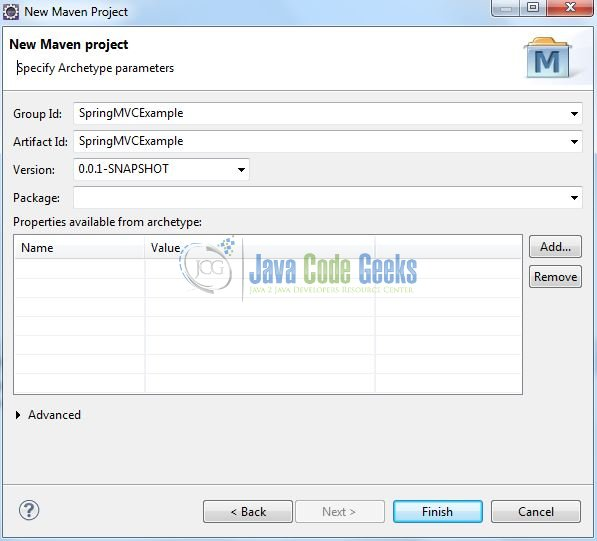 New Maven Project
New Maven project
Specify Archetype parameters
M
Group Id: SpringMVCExample
Artifact Id: SpringMVCExample
Version: 0.0.1-SNAPSHOT
Package:
Properties available from archetype:
Name Value
Add...
Remove
JCG Java Code Geeks
Java 2 Java Developers Resource Center
Advanced
? < Back Next > Finish Cancel